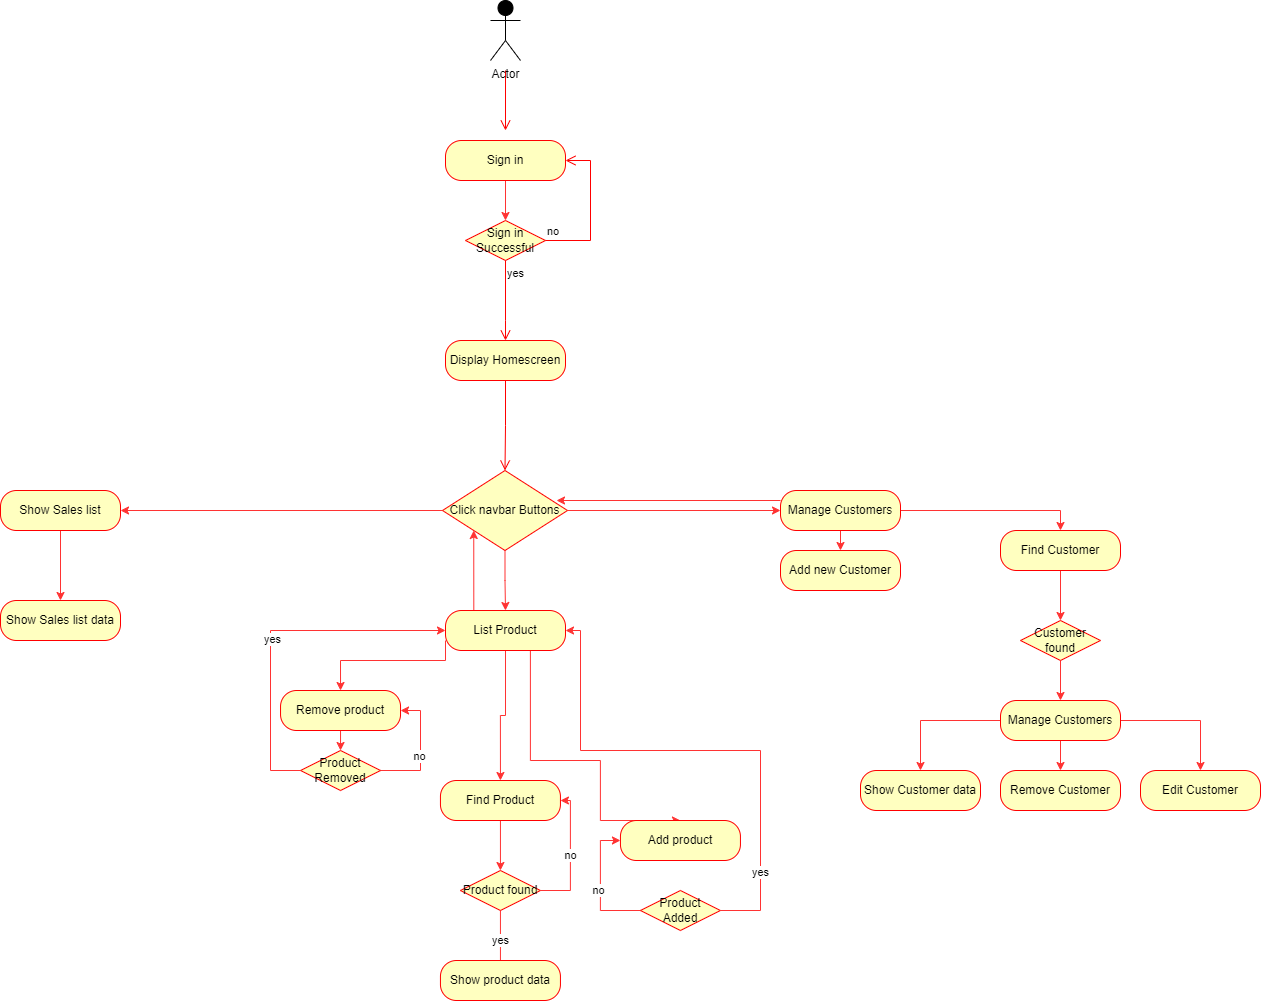 Actor
Sign in
Sign in
Successful
no
yes
Display Homescreen
Show Sales list
Click navbar Buttons
Manage Customers
Find Customer
Add new Customer
Show Sales list data
List Product
yes
Customer
found
Remove product
Manage Customers
no
Product
Removed
Find Product
Show Customer data
Remove Customer
Edit Customer
Add product
no
yes
Product found
no
Product
Added
yes
Show product data